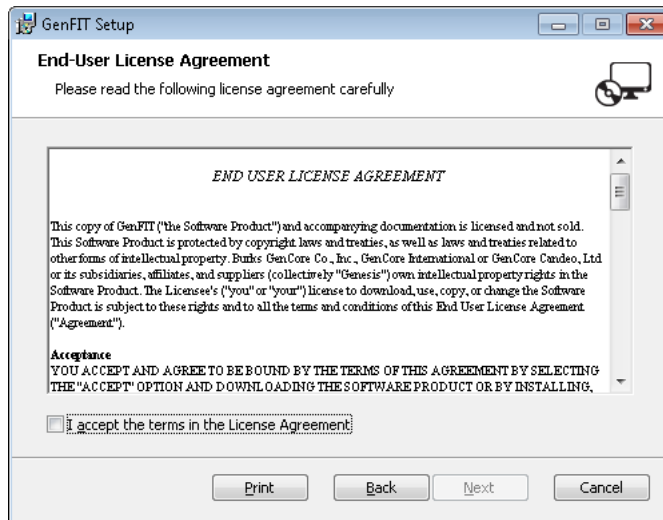 GenFIT Setup
End-User License Agreement
Please read the following license agreement carefully
END USER LICENSE AGREEMENT
This copy of GenFIT ("the Software Product") and accompanying documentation is licensed and not sold.
This Software Product is protected by copyright laws and treaties, as well as laws and treaties related to
other forms of intellectual property. Burks GenCore Co., Inc., GenCore International or GenCore Candeo, Ltd
or its subsidiaries, affiliates, and suppliers (collectively "Genesis") own intellectual property rights in the
Software Product. The Licensee's ("you" or "your") license to download, use, copy, or change the Software
Product is subject to these rights and to all the terms and conditions of this End User License Agreement
("Agreement").
Acceptance
YOU ACCEPT AND AGREE TO BE BOUND BY THE TERMS OF THIS AGREEMENT BY SELECTING
THE "ACCEPT" OPTION AND DOWNLOADING THE SOFTWARE PRODUCT OR BY INSTALLING,
I accept the terms in the License Agreement
Print Back Next Cancel